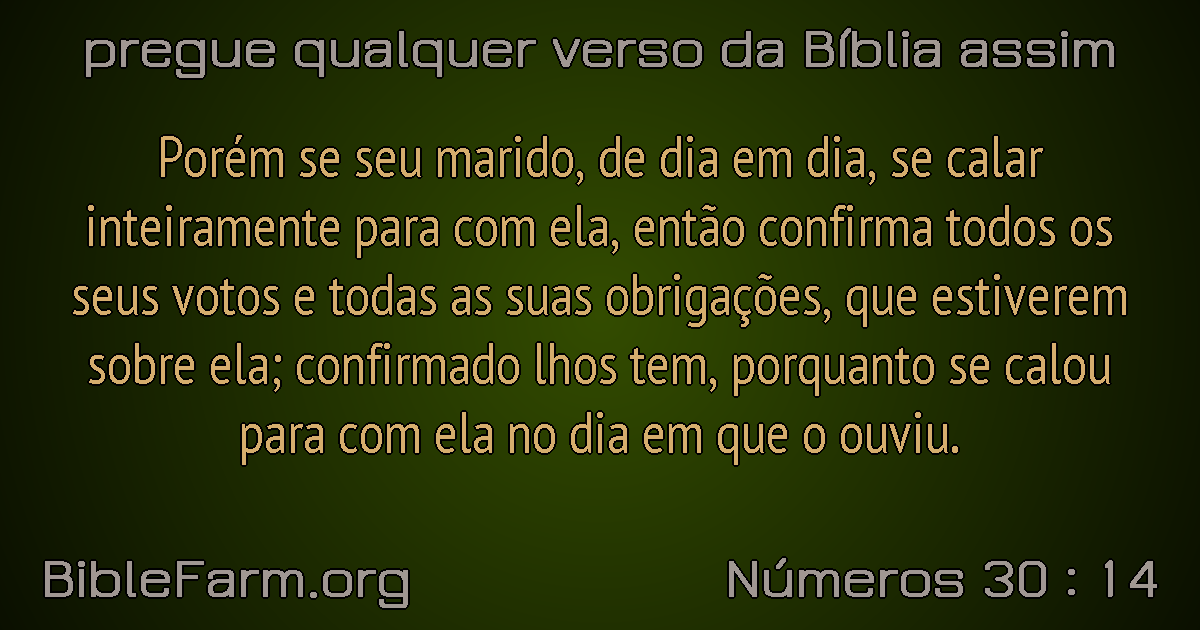 pregue qualquer verso da Bíblia assim
Porém se seu marido, de dia em dia, se calar
inteiramente para com ela, então confirma todos os
seus votos e todas as suas obrigações, que estiverem
sobre ela; confirmado lhos tem, porquanto se calou
para com ela no dia em que o ouviu.
BibleFarm.org
Números 30 : 14